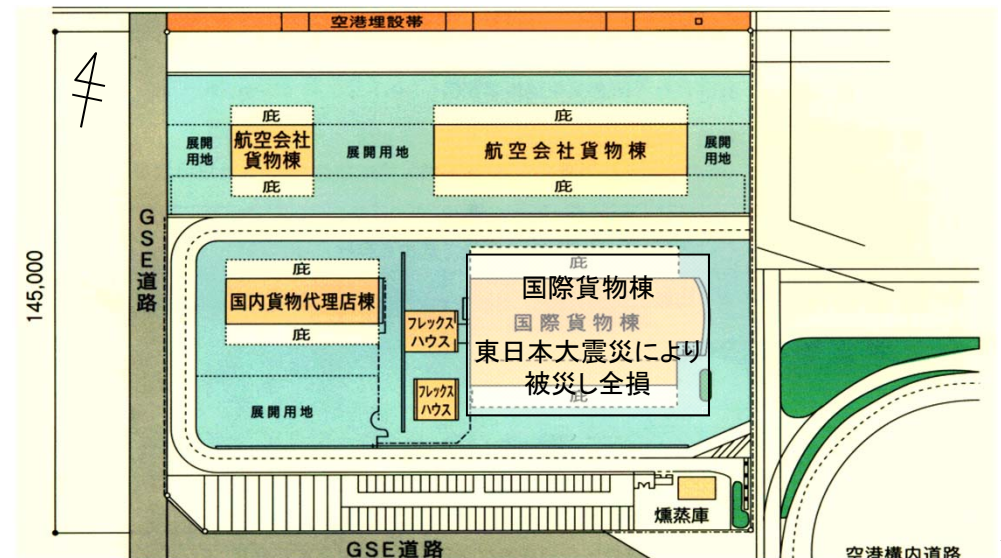 空港埋設帯
庇
庇
展開
用地
航空会社
貨物棟
展開用地
航空会社貨物棟
展開
用地
庇
庇
GSE道路
145,000
庇
国内貨物代理店棟
庇
展開用地
フレックス
ハウス
フレックス
ハウス
庇
国際貨物棟
国際貨物棟
東日本大震災により
被災し全損
庇
燻蒸庫
GSE道路
空港構内道路